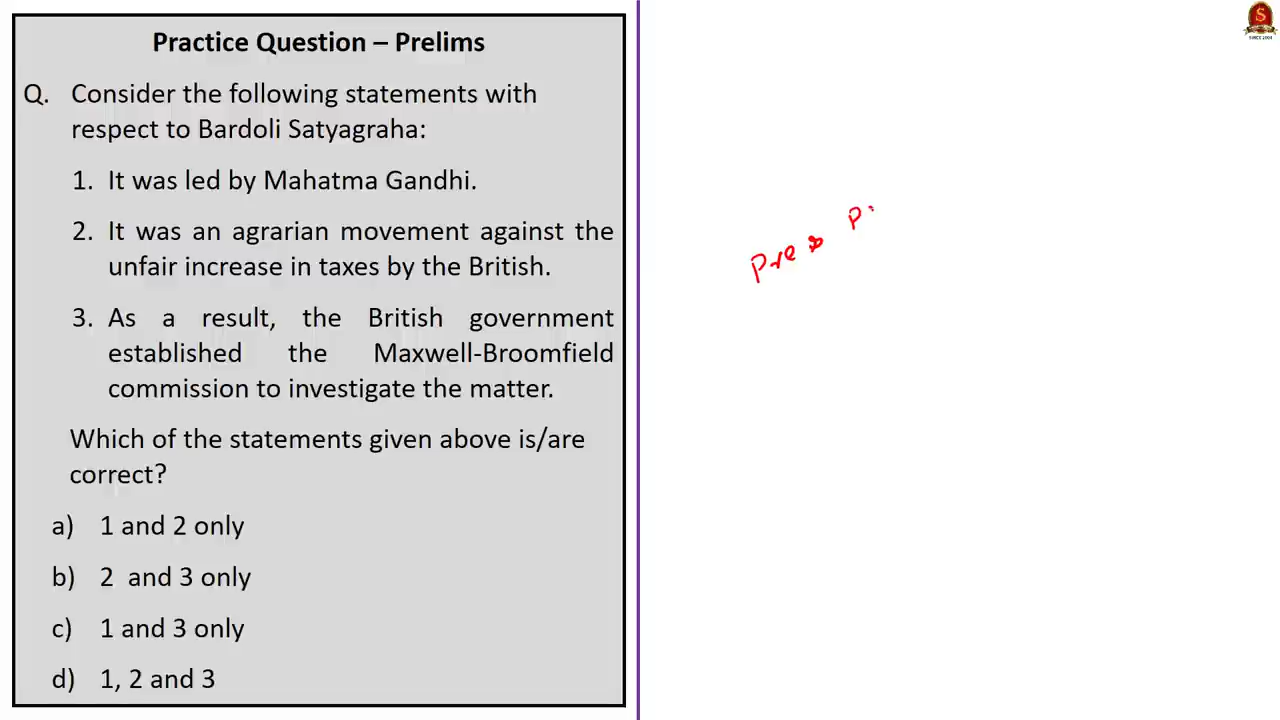 Practice Question – Prelims
Q. Consider the following statements with
respect to Bardoli Satyagraha:
1. It was led by Mahatma Gandhi.
2. It was an agrarian movement against the
unfair increase in taxes by the British.
3. As a result, the British government
established the Maxwell-Broomfield
commission to investigate the matter.
Which of the statements given above is/are
correct?
a) 1 and 2 only
b) 2 and 3 only
c) 1 and 3 only
d) 1, 2 and 3
Pre
S
SINCE 2004